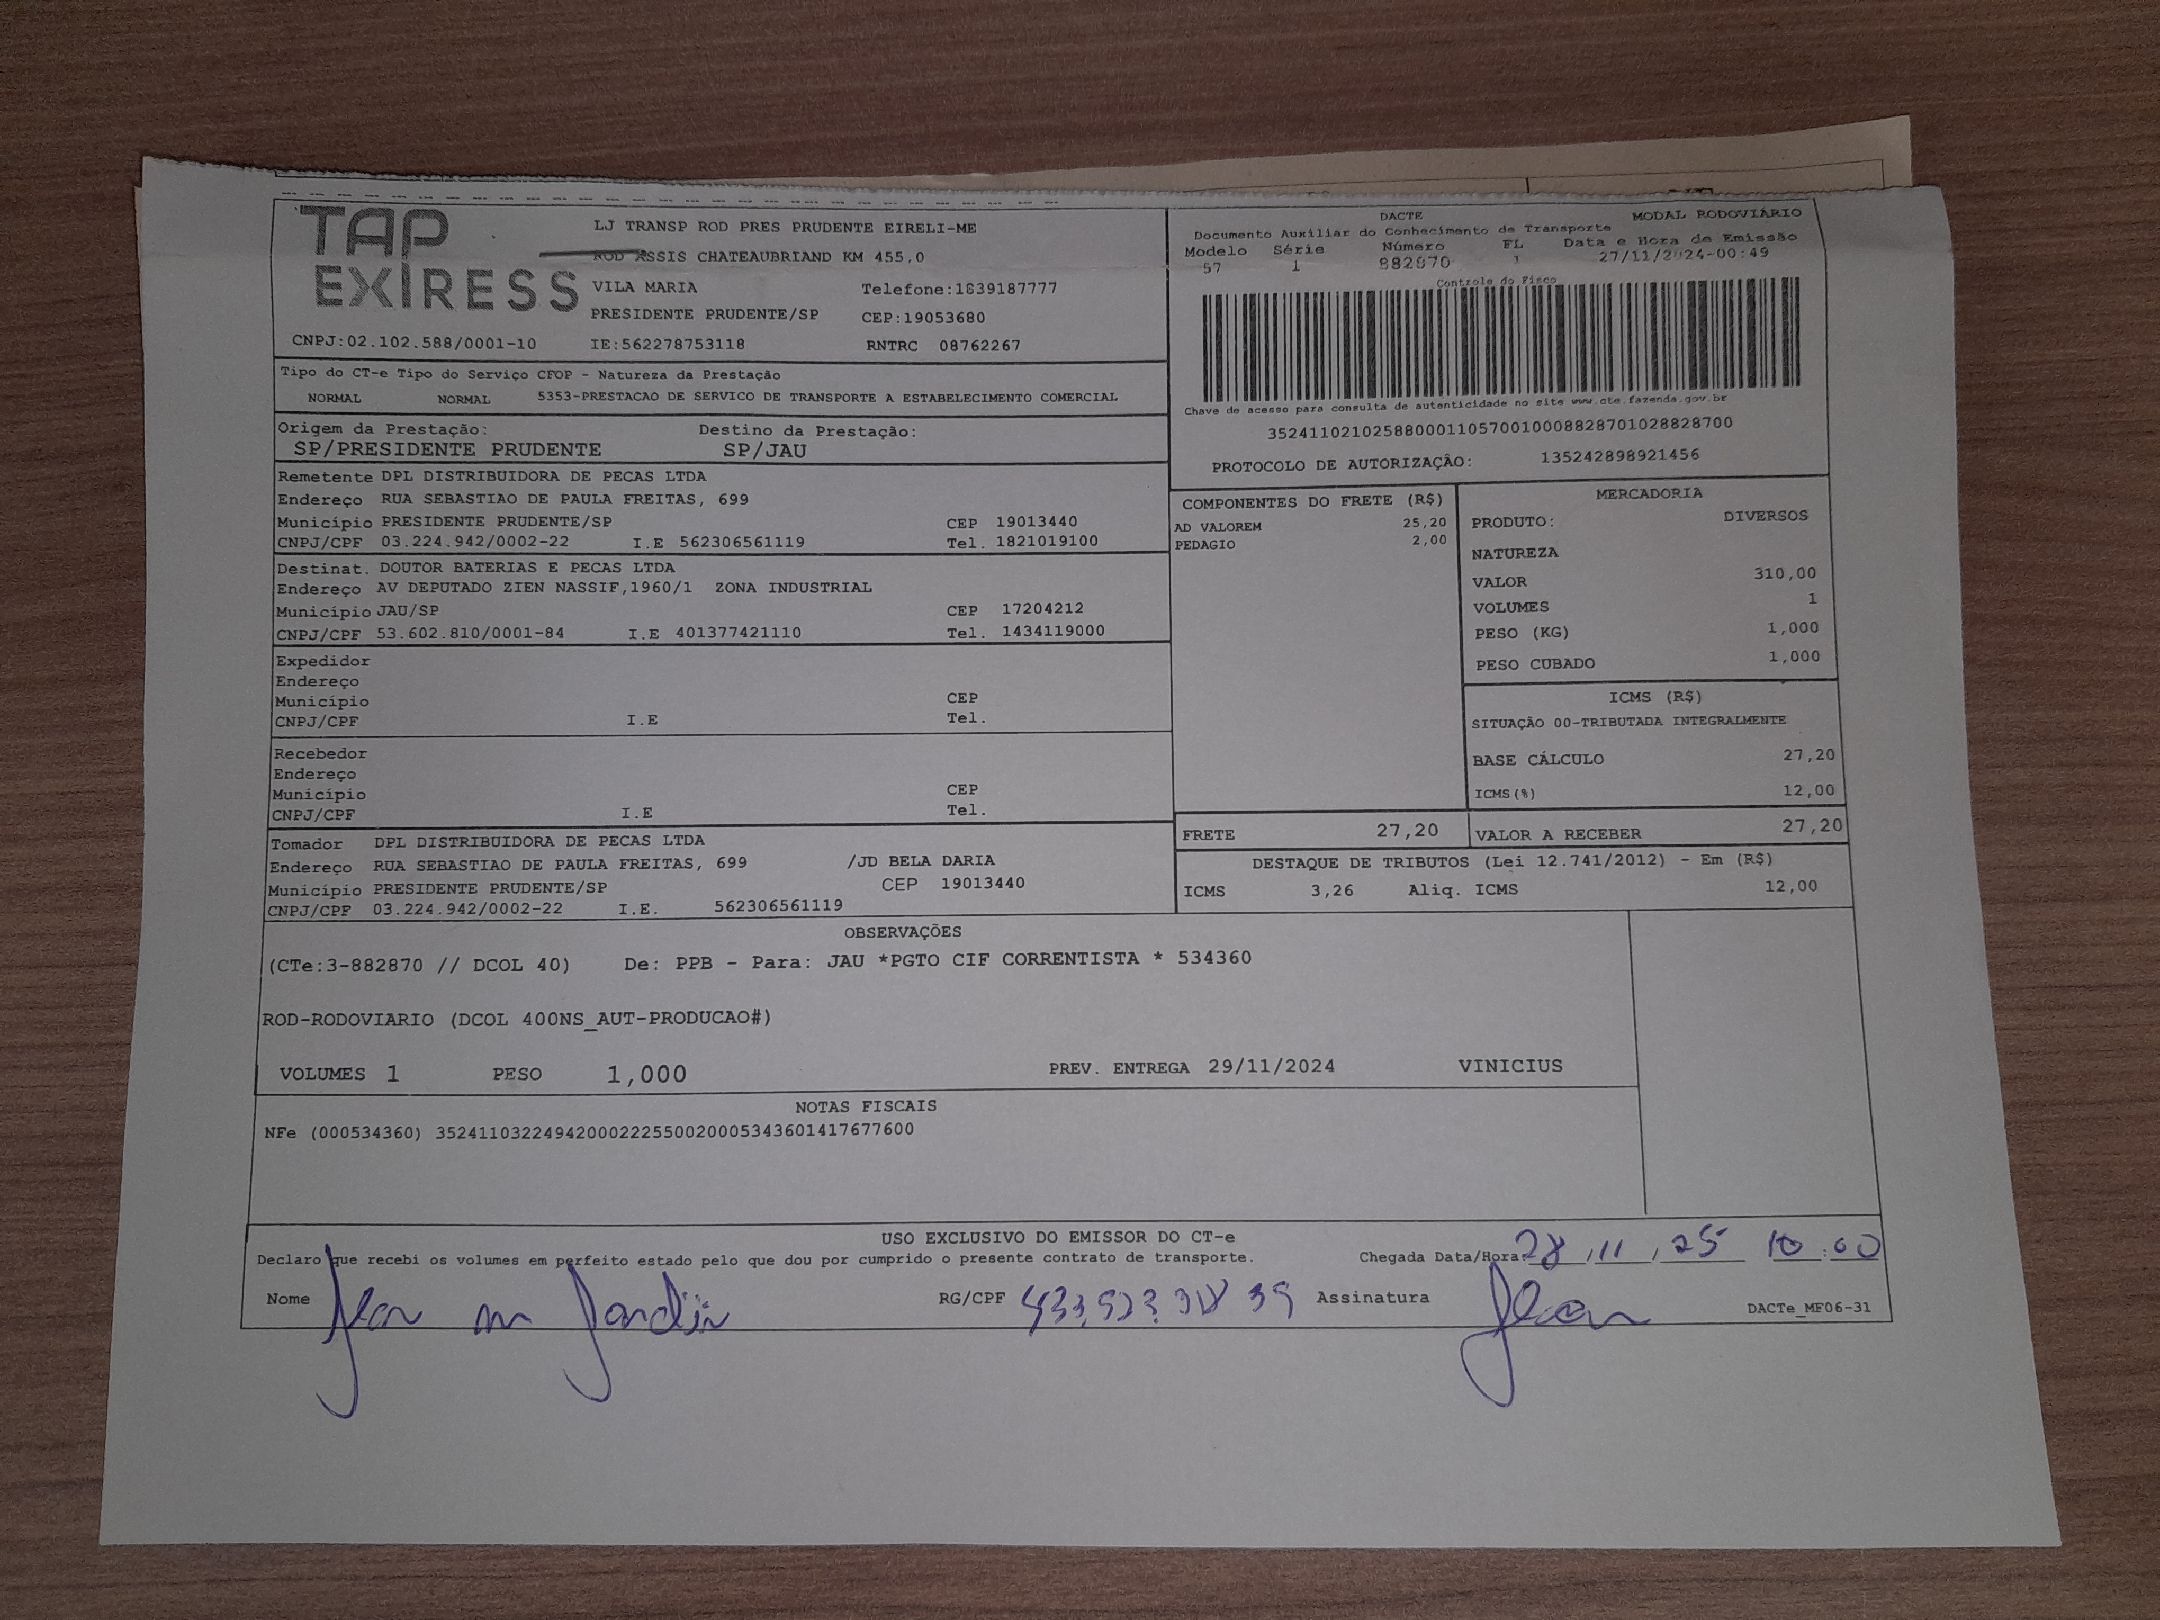 TAP
EXIRESS
LJ TRANSP ROD PRES PRUDENTE EIRELI-ME
ROD ASSIS CHATEAUBRIAND KM 455,0
VILA MARIA Telefone:1839187777
PRESIDENTE PRUDENTE/SP CEP:19053680
CNPJ:02.102.588/0001-10 IE:562278753118 RNTRC 08762267
DACTE MODAL RODOVIÁRIO
Documento Auxiliar do Conhecimento de Transporte
Modelo Série Número FL Data e Hora de Emissão
57 1 882870 1 27/11/2024-00:49
Controle do Fisco
Chave de acesso para consulta de autenticidade no site www.cte.fazenda.gov.br
35241102102588000110570010008828701028828700
PROTOCOLO DE AUTORIZAÇÃO: 135242898921456
Tipo do CT-e Tipo do Serviço CFOP - Natureza da Prestação
NORMAL NORMAL 5353-PRESTACAO DE SERVICO DE TRANSPORTE A ESTABELECIMENTO COMERCIAL
Origem da Prestação: Destino da Prestação:
SP/PRESIDENTE PRUDENTE SP/JAU
Remetente DPL DISTRIBUIDORA DE PECAS LTDA
Endereço RUA SEBASTIAO DE PAULA FREITAS, 699
Município PRESIDENTE PRUDENTE/SP CEP 19013440
CNPJ/CPF 03.224.942/0002-22 I.E 562306561119 Tel. 1821019100
Destinat. DOUTOR BATERIAS E PECAS LTDA
Endereço AV DEPUTADO ZIEN NASSIF,1960/1 ZONA INDUSTRIAL
Município JAU/SP CEP 17204212
CNPJ/CPF 53.602.810/0001-84 I.E 401377421110 Tel. 1434119000
Expedidor
Endereço
Município CEP
CNPJ/CPF I.E Tel.
Recebedor
Endereço
Município CEP
CNPJ/CPF I.E Tel.
Tomador DPL DISTRIBUIDORA DE PECAS LTDA
Endereço RUA SEBASTIAO DE PAULA FREITAS, 699 /JD BELA DARIA
Município PRESIDENTE PRUDENTE/SP CEP 19013440
CNPJ/CPF 03.224.942/0002-22 I.E. 562306561119
COMPONENTES DO FRETE (R$)
AD VALOREM 25,20
PEDAGIO 2,00
MERCADORIA
PRODUTO: DIVERSOS
NATUREZA
VALOR 310,00
VOLUMES 1
PESO (KG) 1,000
PESO CUBADO 1,000
ICMS (R$)
SITUAÇÃO 00-TRIBUTADA INTEGRALMENTE
BASE CÁLCULO 27,20
ICMS(%) 12,00
FRETE 27,20 VALOR A RECEBER 27,20
DESTAQUE DE TRIBUTOS (Lei 12.741/2012) - Em (R$)
ICMS 3,26 Aliq. ICMS 12,00
OBSERVAÇÕES
(CTe:3-882870 // DCOL 40) De: PPB - Para: JAU *PGTO CIF CORRENTISTA * 534360
ROD-RODOVIARIO (DCOL 400NS_AUT-PRODUCAO#)
VOLUMES 1 PESO 1,000 PREV. ENTREGA 29/11/2024 VINICIUS
NOTAS FISCAIS
NFe (000534360) 35241103224942000222550020005343601417677600
USO EXCLUSIVO DO EMISSOR DO CT-e
Declaro que recebi os volumes em perfeito estado pelo que dou por cumprido o presente contrato de transporte. Chegada Data/Hora 28,11,25 10:00
Nome Jean m Jardim RG/CPF Assinatura Jean DACTe_MF06-31